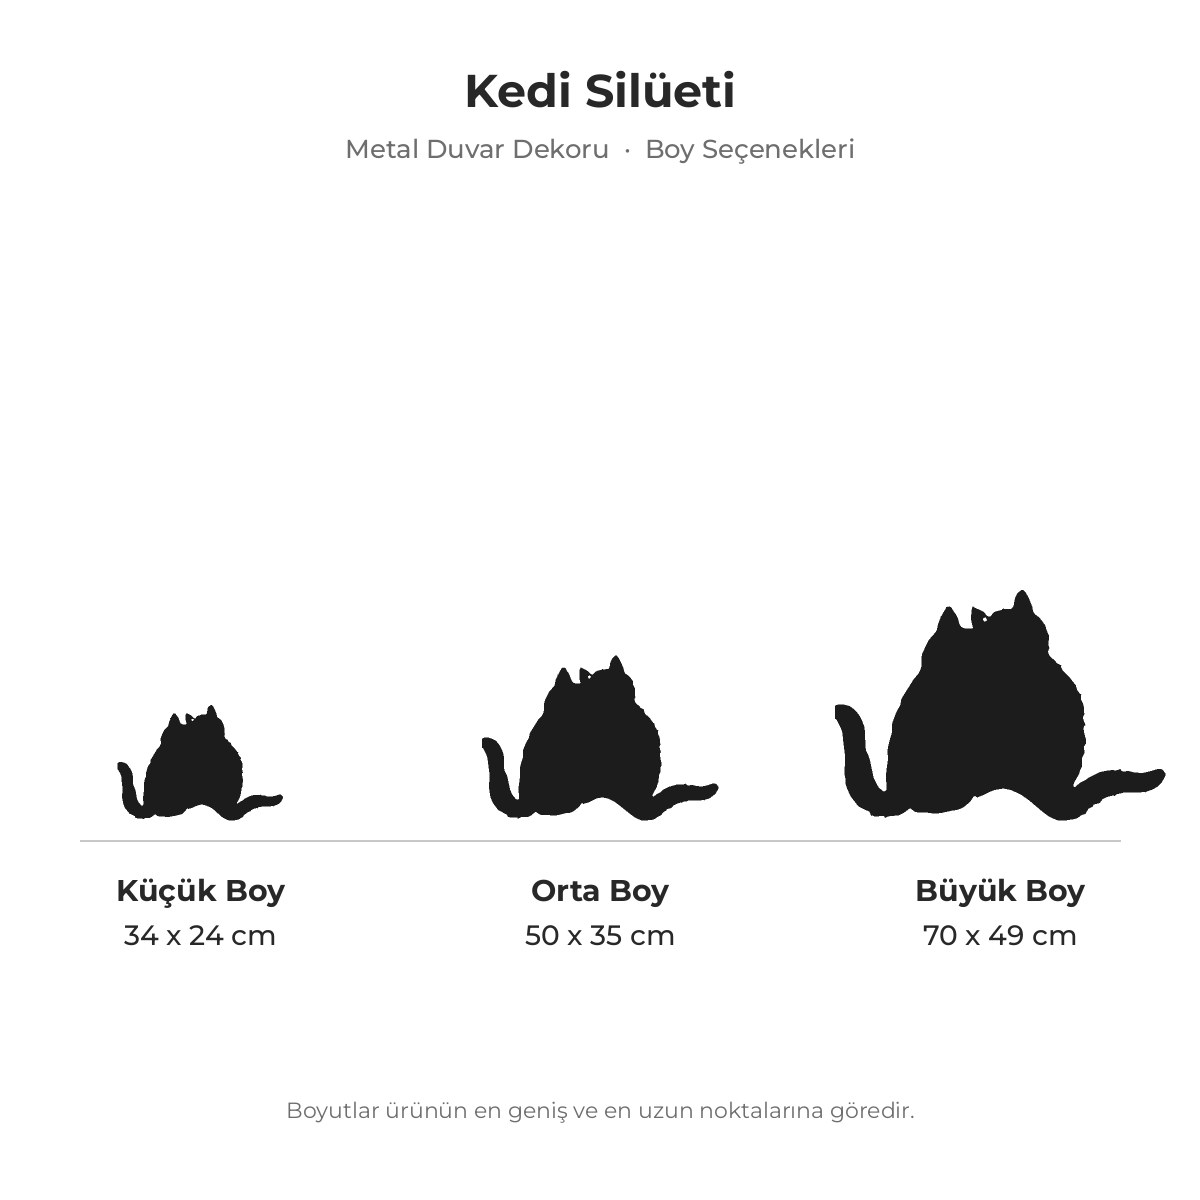 Kedi Silüeti
Metal Duvar Dekoru · Boy Seçenekleri
Küçük Boy
34 x 24 cm
Orta Boy
50 x 35 cm
Büyük Boy
70 x 49 cm
Boyutlar ürünün en geniş ve en uzun noktalarına göredir.